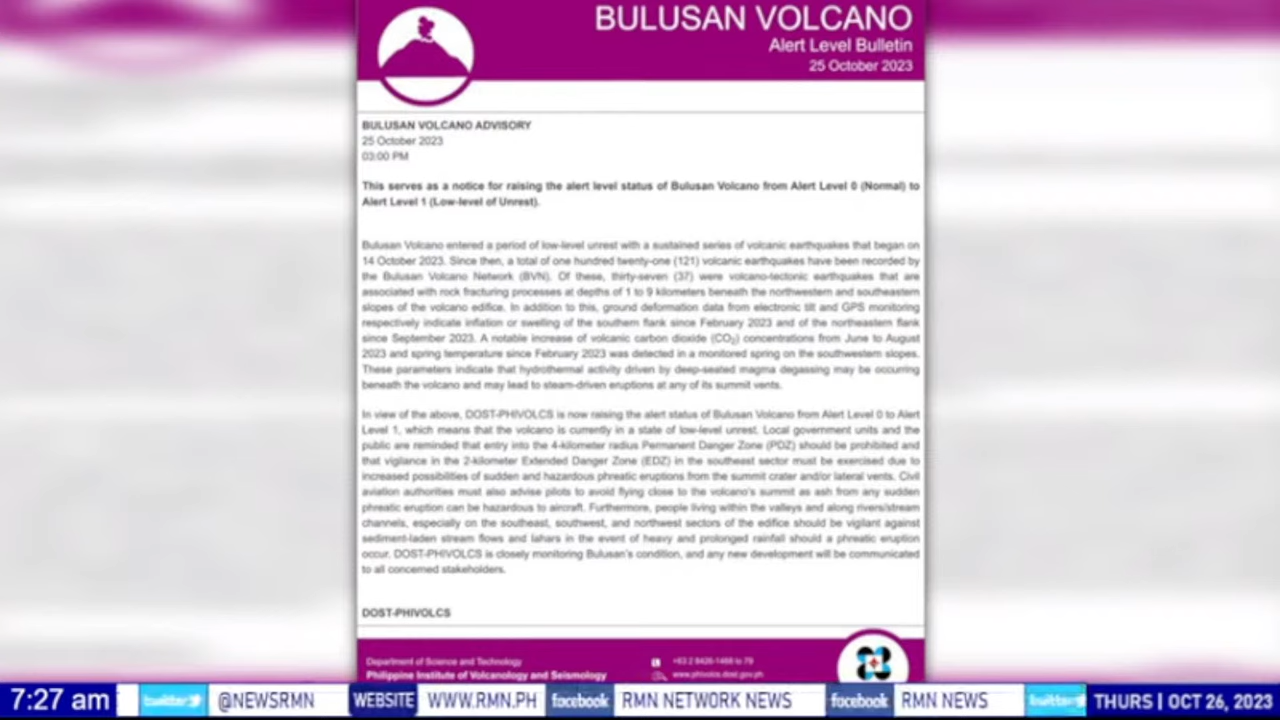 BULUSAN VOLCANO
Alert Level Bulletin
25 October 2023
BULUSAN VOLCANO ADVISORY
25 October 2023
03:00 PM
This serves as a notice for raising the alert level status of Bulusan Volcano from Alert Level 0 (Normal) to
Alert Level 1 (Low-level of Unrest).
Bulusan Volcano entered a period of low-level unrest with a sustained series of volcanic earthquakes that began on
14 October 2023. Since then, a total of one hundred twenty-one (121) volcanic earthquakes have been recorded by
the Bulusan Volcano Network (BVN). Of these, thirty-seven (37) were volcano-tectonic earthquakes that are
associated with rock fracturing processes at depths of 1 to 9 kilometers beneath the northwestern and southeastern
slopes of the volcano edifice. In addition to this, ground deformation data from electronic tilt and GPS monitoring
respectively indicate inflation or swelling of the southern flank since February 2023 and of the northeastern flank
since September 2023. A notable increase of volcanic carbon dioxide (CO₂) concentrations from June to August
2023 and spring temperature since February 2023 was detected in a monitored spring on the southwestern slopes.
These parameters indicate that hydrothermal activity driven by deep-seated magma degassing may be occurring
beneath the volcano and may lead to steam-driven eruptions at any of its summit vents.
In view of the above, DOST-PHIVOLCS is now raising the alert status of Bulusan Volcano from Alert Level 0 to Alert
Level 1, which means that the volcano is currently in a state of low-level unrest. Local government units and the
public are reminded that entry into the 4-kilometer radius Permanent Danger Zone (PDZ) should be prohibited and
that vigilance in the 2-kilometer Extended Danger Zone (EDZ) in the southeast sector must be exercised due to
increased possibilities of sudden and hazardous phreatic eruptions from the summit crater and/or lateral vents. Civil
aviation authorities must also advise pilots to avoid flying close to the volcano's summit as ash from any sudden
phreatic eruption can be hazardous to aircraft. Furthermore, people living within the valleys and along rivers/stream
channels, especially on the southeast, southwest, and northwest sectors of the edifice should be vigilant against
sediment-laden stream flows and lahars in the event of heavy and prolonged rainfall should a phreatic eruption
occur. DOST-PHIVOLCS is closely monitoring Bulusan's condition, and any new development will be communicated
to all concerned stakeholders.
DOST-PHIVOLCS
Department of Science and Technology
Philippine Institute of Volcanology and Seismology
+63 2 8426-1468 to 79
www.phivolcs.dost.gov.ph
7:27 am twitter @NEWSRMN WEBSITE WWW.RMN.PH facebook RMN NETWORK NEWS facebook RMN NEWS twitter THURS | OCT 26, 2023